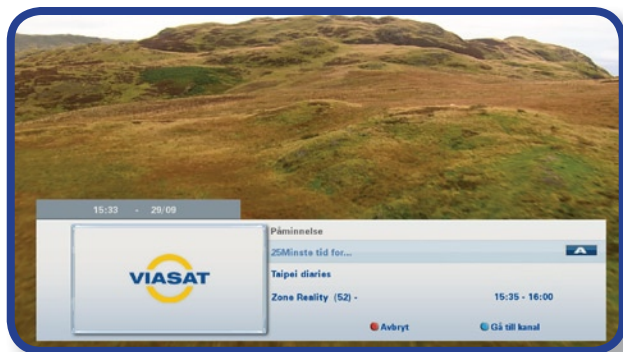 15:33 - 29/09
Påminnelse
25Minste tid for...
A
VIASAT
Taipei diaries
Zone Reality (52) - 15:35 - 16:00
Avbryt Gå till kanal